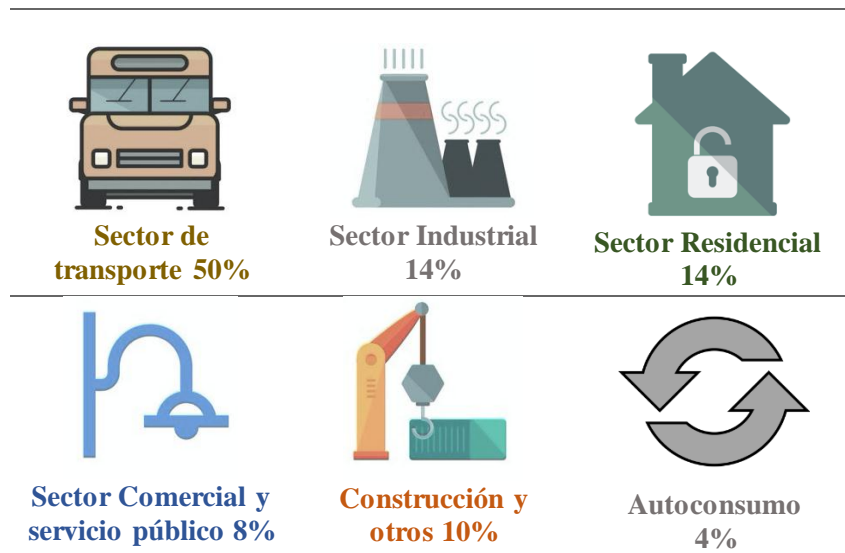 Sector de
transporte 50%
Sector Industrial
14%
Sector Residencial
14%
Sector Comercial y
servicio público 8%
Construcción y
otros 10%
Autoconsumo
4%